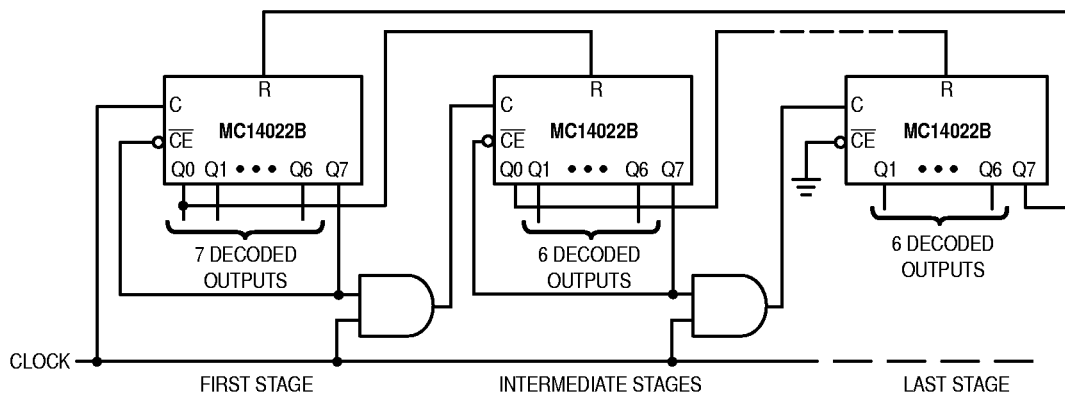 R R R
C C C
MC14022B MC14022B MC14022B
CE CE CE
Q0 Q1 ••• Q6 Q7 Q0 Q1 ••• Q6 Q7 Q1 ••• Q6 Q7
7 DECODED
OUTPUTS
6 DECODED
OUTPUTS
6 DECODED
OUTPUTS
CLOCK
FIRST STAGE INTERMEDIATE STAGES LAST STAGE